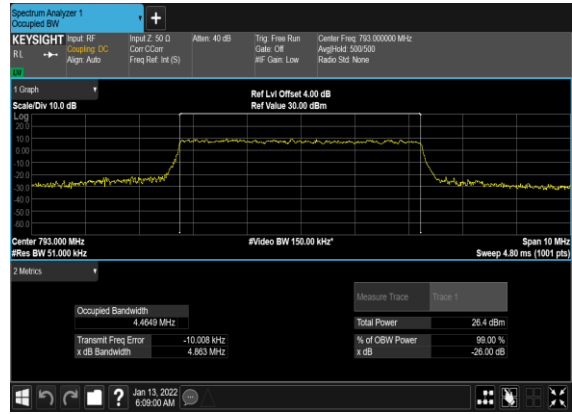 Spectrum Analyzer 1
Occupied BW
+
KEYSIGHT Input: RF Input Z: 50 Ω Atten: 40 dB Trig: Free Run Center Freq: 793.000000 MHz
RL Coupling: DC Corr CCorr Gate: Off Avg|Hold: 500/500
Align: Auto Freq Ref: Int (S) #IF Gain: Low Radio Std: None
LW
1 Graph
Ref Lvl Offset 4.00 dB
Scale/Div 10.0 dB Ref Value 30.00 dBm
Log
20.0
10.0
0.00
-10.0
-20.0
-30.0
-40.0
-50.0
-60.0
Center 793.000 MHz #Video BW 150.00 kHz* Span 10 MHz
#Res BW 51.000 kHz Sweep 4.80 ms (1001 pts)
2 Metrics
Measure Trace Trace 1
Occupied Bandwidth
4.4649 MHz Total Power 26.4 dBm
Transmit Freq Error -10.008 kHz % of OBW Power 99.00 %
x dB Bandwidth 4.863 MHz x dB -26.00 dB
? Jan 13, 2022
6:09:00 AM